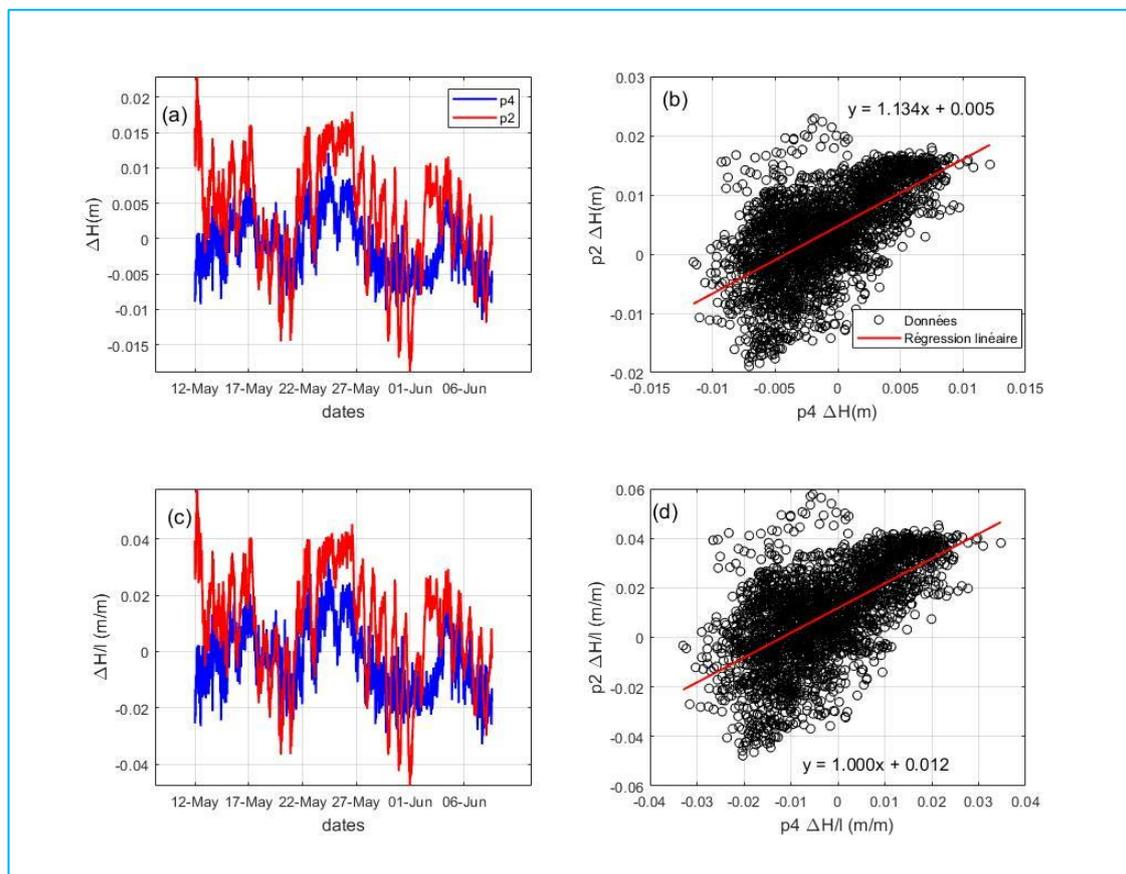 (a)
p4
p2
0.02
0.015
0.01
0.005
0
-0.005
-0.01
-0.015
ΔH(m)
12-May 17-May 22-May 27-May 01-Jun 06-Jun
dates
(b)
y = 1.134x + 0.005
0.03
0.02
0.01
0
-0.01
-0.02
p2 ΔH(m)
Données
Régression linéaire
-0.015 -0.01 -0.005 0 0.005 0.01 0.015
p4 ΔH(m)
(c)
0.04
0.02
0
-0.02
-0.04
ΔH/l (m/m)
12-May 17-May 22-May 27-May 01-Jun 06-Jun
dates
(d)
0.06
0.04
0.02
0
-0.02
-0.04
-0.06
p2 ΔH/l (m/m)
y = 1.000x + 0.012
-0.04 -0.03 -0.02 -0.01 0 0.01 0.02 0.03 0.04
p4 ΔH/l (m/m)